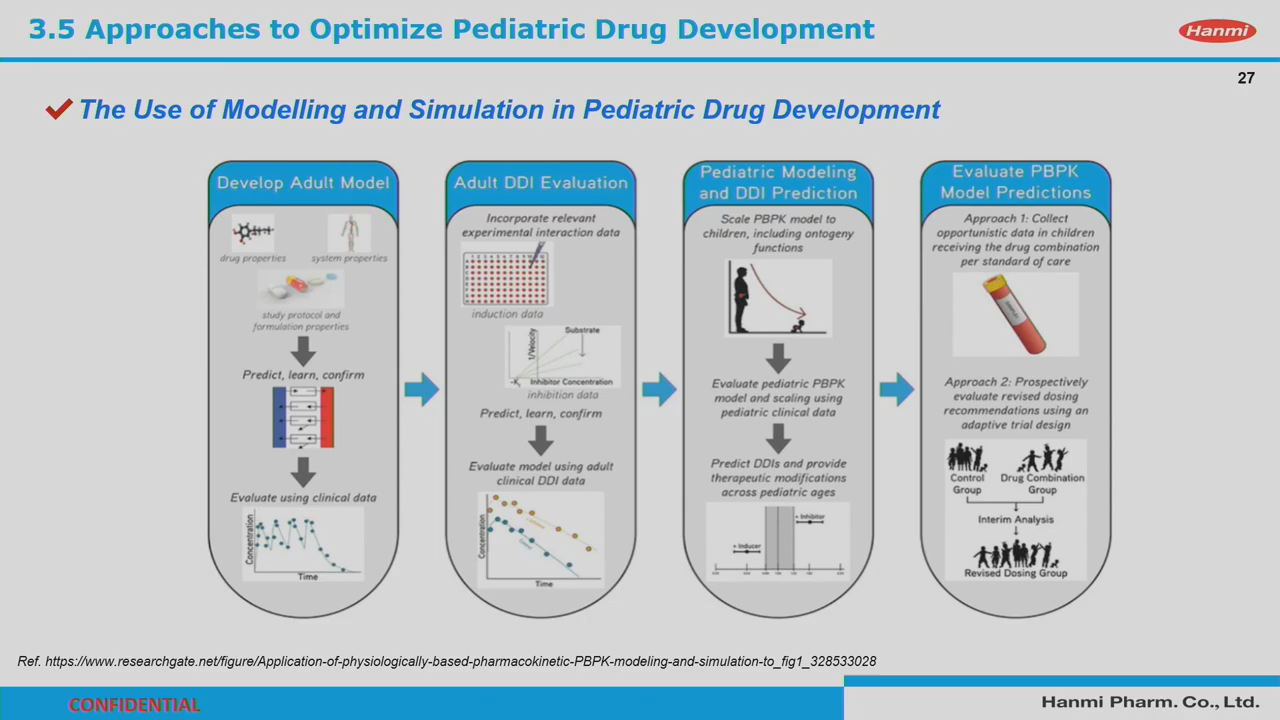 3.5 Approaches to Optimize Pediatric Drug Development
Hanmi
27
The Use of Modelling and Simulation in Pediatric Drug Development
Develop Adult Model
drug properties
system properties
study protocol and
formulation properties
Predict, learn, confirm
Evaluate using clinical data
Concentration
Time
Adult DDI Evaluation
Incorporate relevant
experimental interaction data
induction data
1/Velocity
Substrate
-Ki
Inhibitor Concentration
inhibition data
Predict, learn, confirm
Evaluate model using adult
clinical DDI data
Concentration
Time
Pediatric Modeling
and DDI Prediction
Scale PBPK model to
children, including ontogeny
functions
Evaluate pediatric PBPK
model and scaling using
pediatric clinical data
Predict DDIs and provide
therapeutic modifications
across pediatric ages
+ Inhibitor
+ Inducer
Evaluate PBPK
Model Predictions
Approach 1: Collect
opportunistic data in children
receiving the drug combination
per standard of care
Approach 2: Prospectively
evaluate revised dosing
recommendations using an
adaptive trial design
Control
Group
Drug Combination
Group
Interim Analysis
Revised Dosing Group
Ref. https://www.researchgate.net/figure/Application-of-physiologically-based-pharmacokinetic-PBPK-modeling-and-simulation-to_fig1_328533028
CONFIDENTIAL
Hanmi Pharm. Co., Ltd.